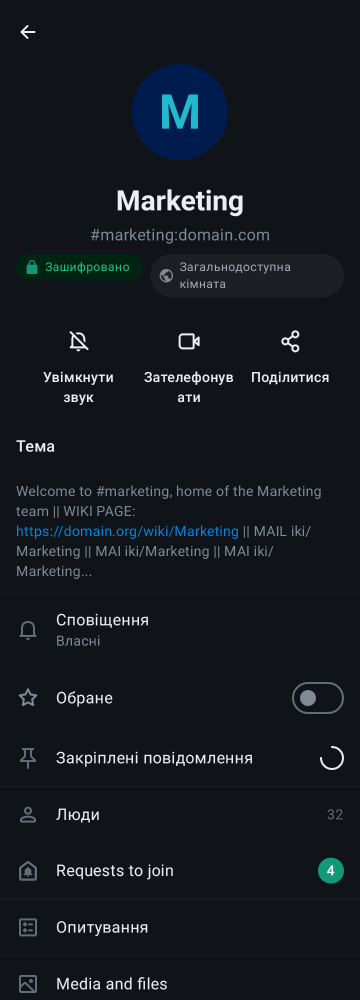 M
Marketing
#marketing:domain.com
Зашифровано
Загальнодоступна
кімната
Увімкнути
звук
Зателефонув
ати
Поділитися
Тема
Welcome to #marketing, home of the Marketing
team || WIKI PAGE:
https://domain.org/wiki/Marketing || MAIL iki/
Marketing || MAI iki/Marketing || MAI iki/
Marketing...
Сповіщення
Власні
Обране
Закріплені повідомлення
Люди
32
Requests to join
4
Опитування
Media and files